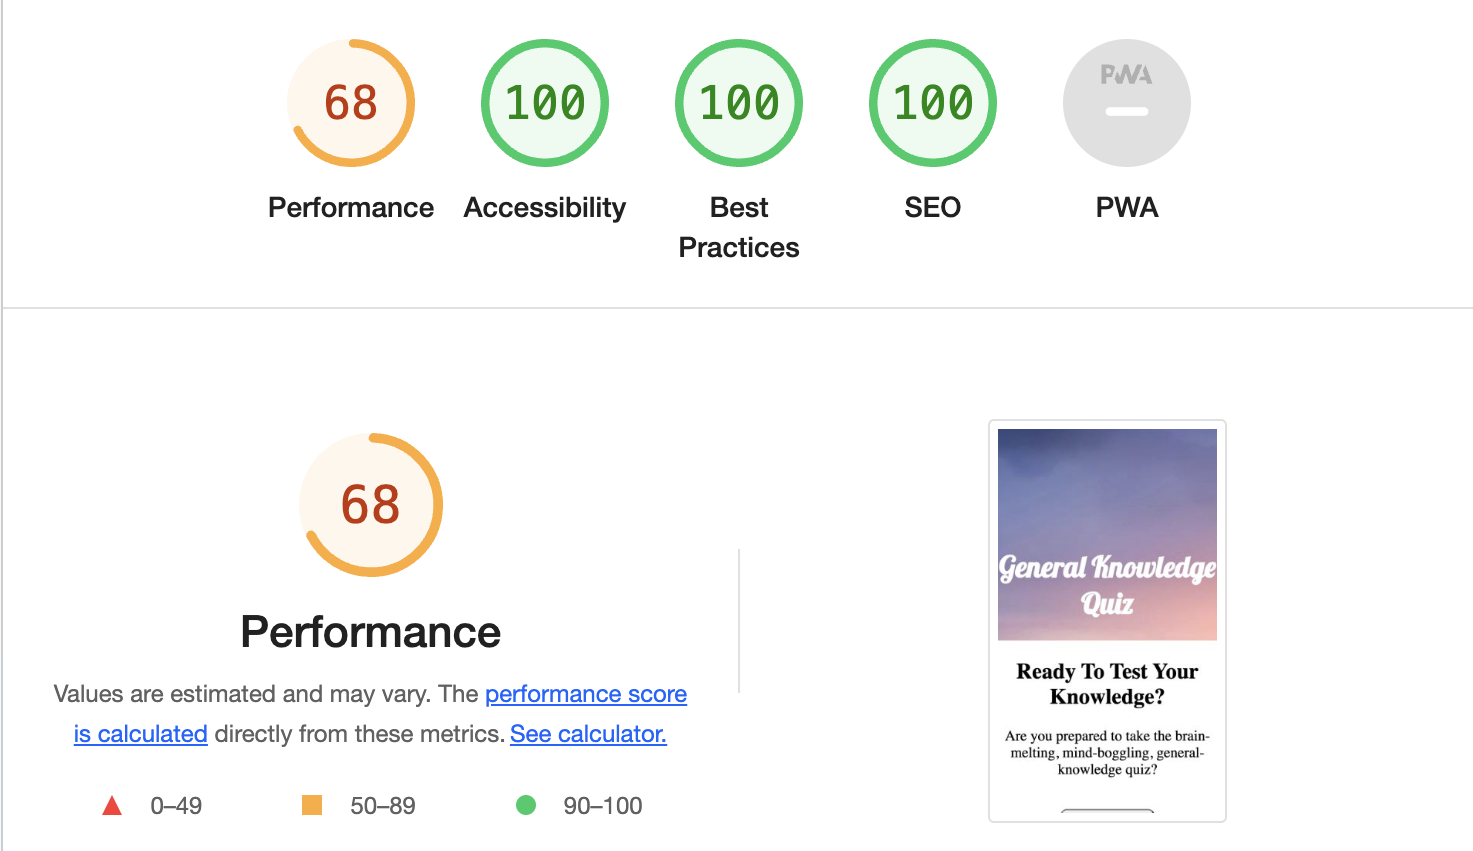 68
100
100
100
PWA
Performance
Accessibility
Best
Practices
SEO
PWA
68
Performance
Values are estimated and may vary. The performance score
is calculated directly from these metrics. See calculator.
0–49
50–89
90–100
General Knowledge
Quiz
Ready To Test Your
Knowledge?
Are you prepared to take the brain-
melting, mind-boggling, general-
knowledge quiz?